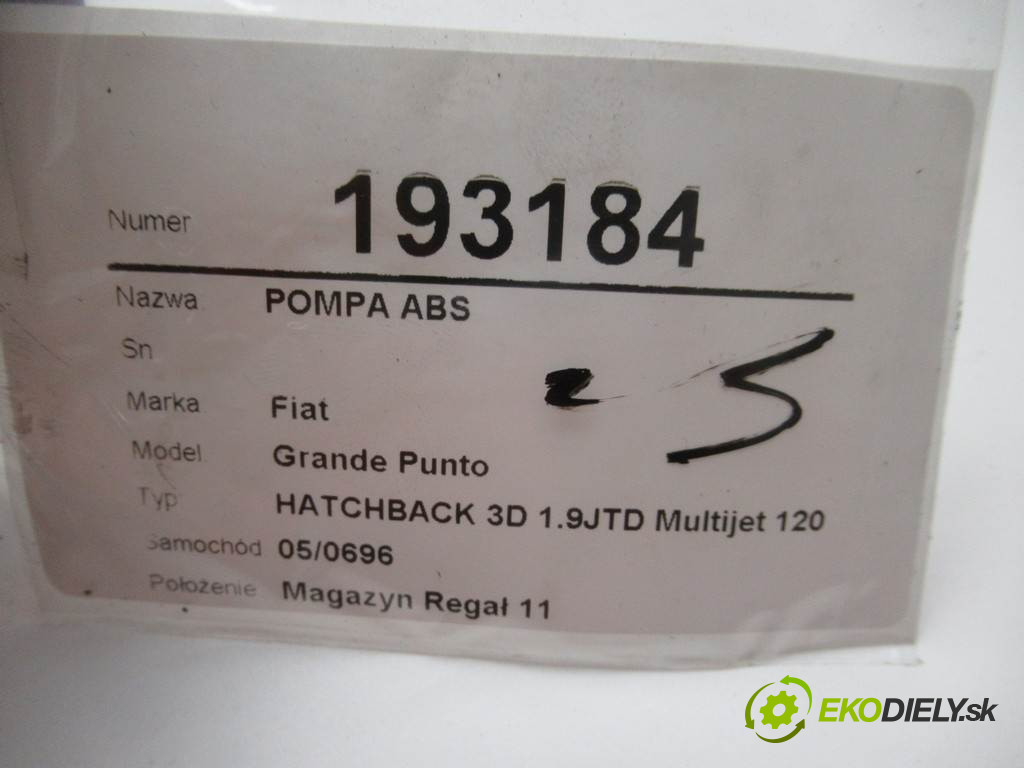 Numer 193184
Nazwa POMPA ABS
Sn
Marka Fiat
Model Grande Punto
Typ HATCHBACK 3D 1.9JTD Multijet 120
Samochód 05/0696
Położenie Magazyn Regał 11
EKODIELY.sk